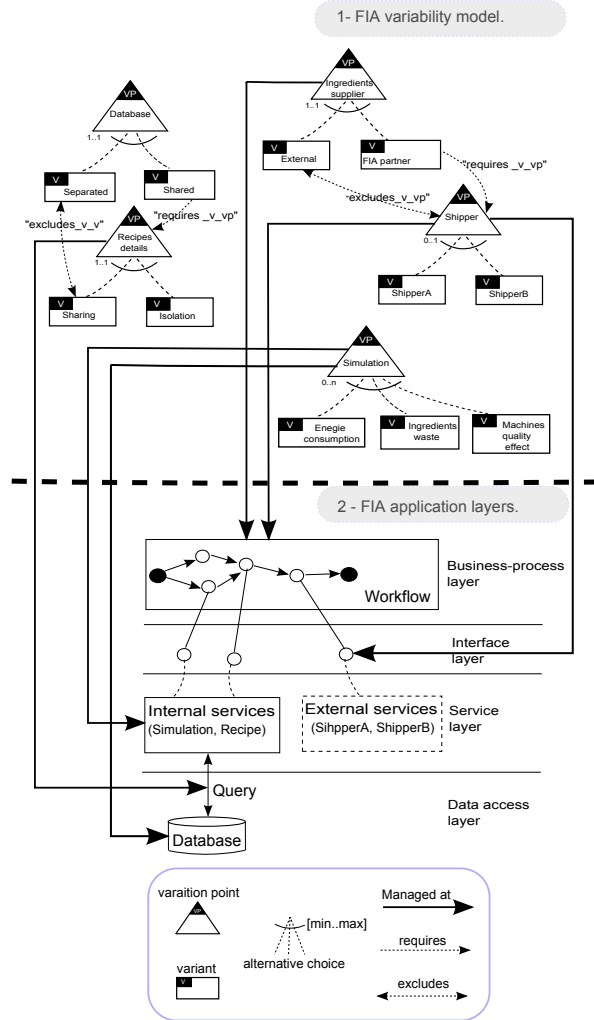 1- FIA variability model.
VP
Ingredients
supplier
1..1
VP
Database
1..1
V
External
V
FIA partner
"requires _v_vp"
V
Separated
V
Shared
"excludes_v_vp"
VP
Shipper
0..1
"excludes_v_v"
"requires _v_vp"
VP
Recipes
details
1..1
V
ShipperA
V
ShipperB
V
Sharing
V
Isolation
VP
Simulation
0..n
V
Enegie
consumption
V
Ingredients
waste
V
Machines
quality
effect
2 - FIA application layers.
Workflow
Business-process
layer
Interface
layer
Internal services
(Simulation, Recipe)
External services
(SihpperA, ShipperB)
Service
layer
Query
Database
Data access
layer
varaition point
VP
[min..max]
alternative choice
Managed at
requires
variant
V
excludes